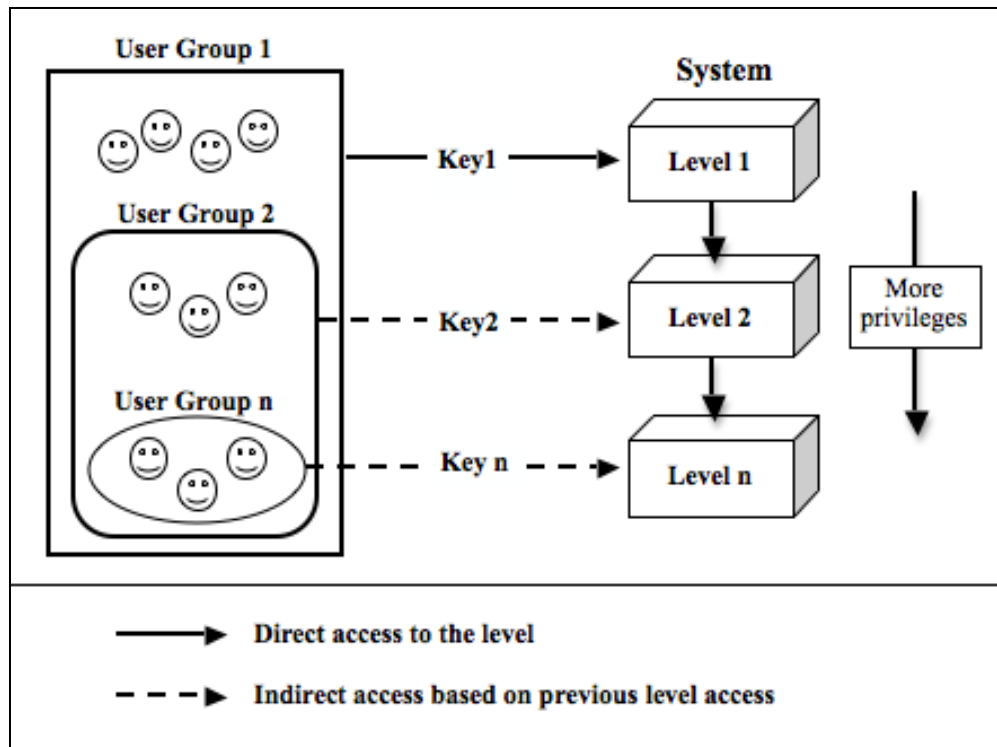 User Group 1
System
Key1
Level 1
User Group 2
Key2
Level 2
More
privileges
User Group n
Key n
Level n
Direct access to the level
Indirect access based on previous level access